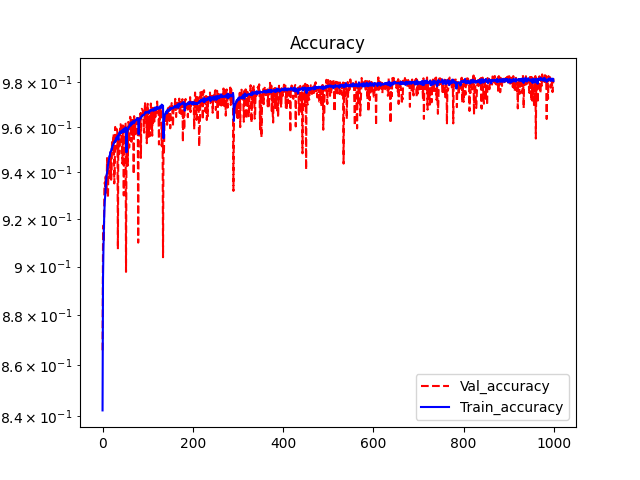 Accuracy
9.8 × 10⁻¹
9.6 × 10⁻¹
9.4 × 10⁻¹
9.2 × 10⁻¹
9 × 10⁻¹
8.8 × 10⁻¹
8.6 × 10⁻¹
8.4 × 10⁻¹
Val_accuracy
Train_accuracy
0 200 400 600 800 1000